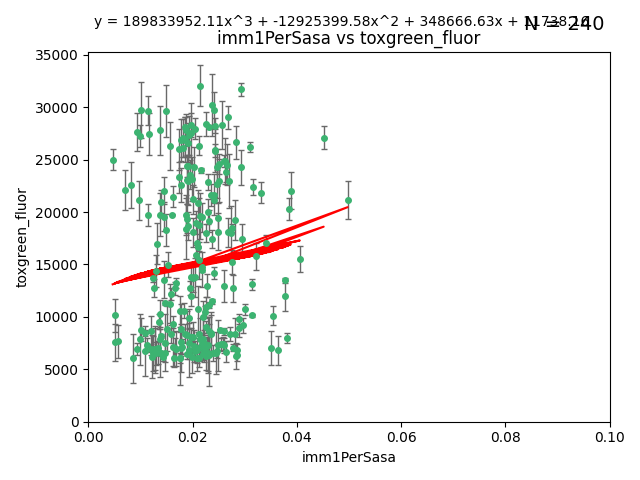 y = 189833952.11x^3 + -12925399.58x^2 + 348666.63x +
N = 240
imm1PerSasa vs toxgreen_fluor
35000
30000
25000
20000
15000
10000
5000
0
toxgreen_fluor
0.00 0.02 0.04 0.06 0.08 0.10
imm1PerSasa